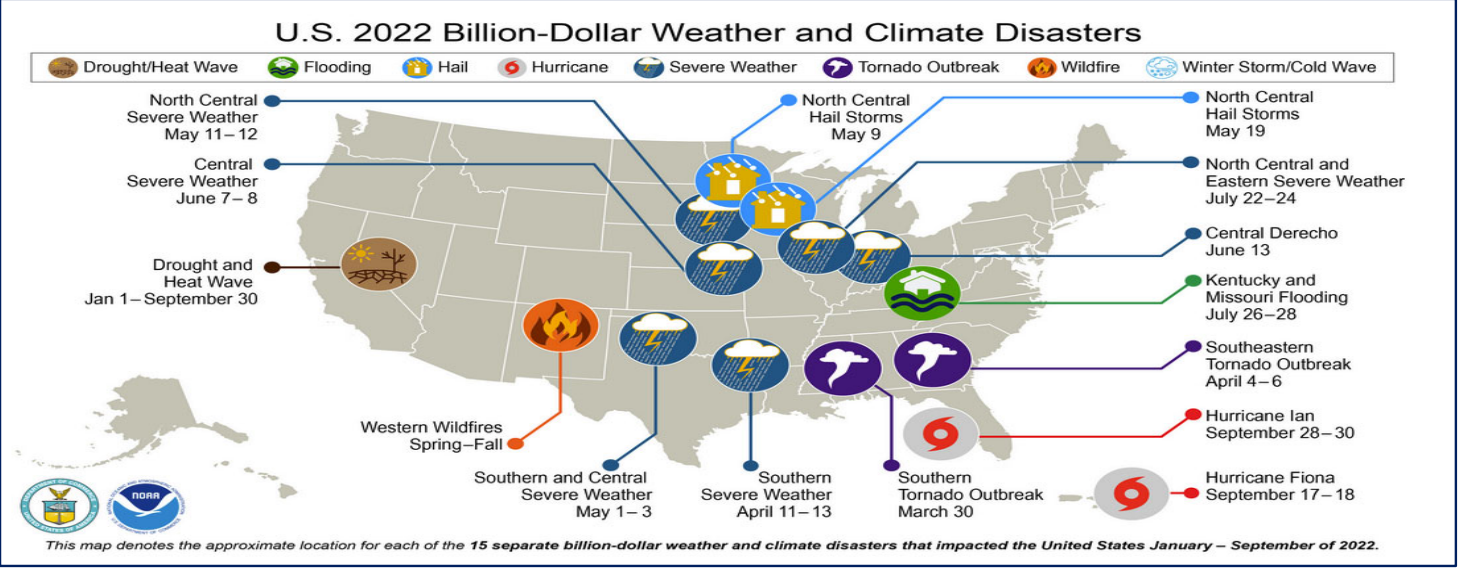 U.S. 2022 Billion-Dollar Weather and Climate Disasters
Drought/Heat Wave Flooding Hail Hurricane Severe Weather Tornado Outbreak Wildfire Winter Storm/Cold Wave
North Central
Severe Weather
May 11–12
Central
Severe Weather
June 7–8
Drought and
Heat Wave
Jan 1–September 30
North Central
Hail Storms
May 9
North Central
Hail Storms
May 19
North Central and
Eastern Severe Weather
July 22–24
Central Derecho
June 13
Kentucky and
Missouri Flooding
July 26–28
Southeastern
Tornado Outbreak
April 4–6
Hurricane Ian
September 28–30
Hurricane Fiona
September 17–18
Western Wildfires
Spring–Fall
Southern and Central
Severe Weather
May 1–3
Southern
Severe Weather
April 11–13
Southern
Tornado Outbreak
March 30
NOAA
This map denotes the approximate location for each of the 15 separate billion-dollar weather and climate disasters that impacted the United States January – September of 2022.